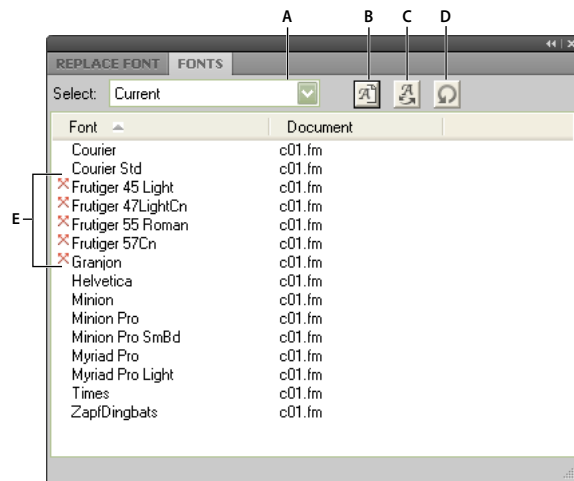 A B C D
REPLACE FONT FONTS
Select: Current
Font Document
Courier c01.fm
Courier Std c01.fm
Frutiger 45 Light c01.fm
Frutiger 47LightCn c01.fm
E Frutiger 55 Roman c01.fm
Frutiger 57Cn c01.fm
Granjon c01.fm
Helvetica c01.fm
Minion c01.fm
Minion Pro c01.fm
Minion Pro SmBd c01.fm
Myriad Pro c01.fm
Myriad Pro Light c01.fm
Times c01.fm
ZapfDingbats c01.fm